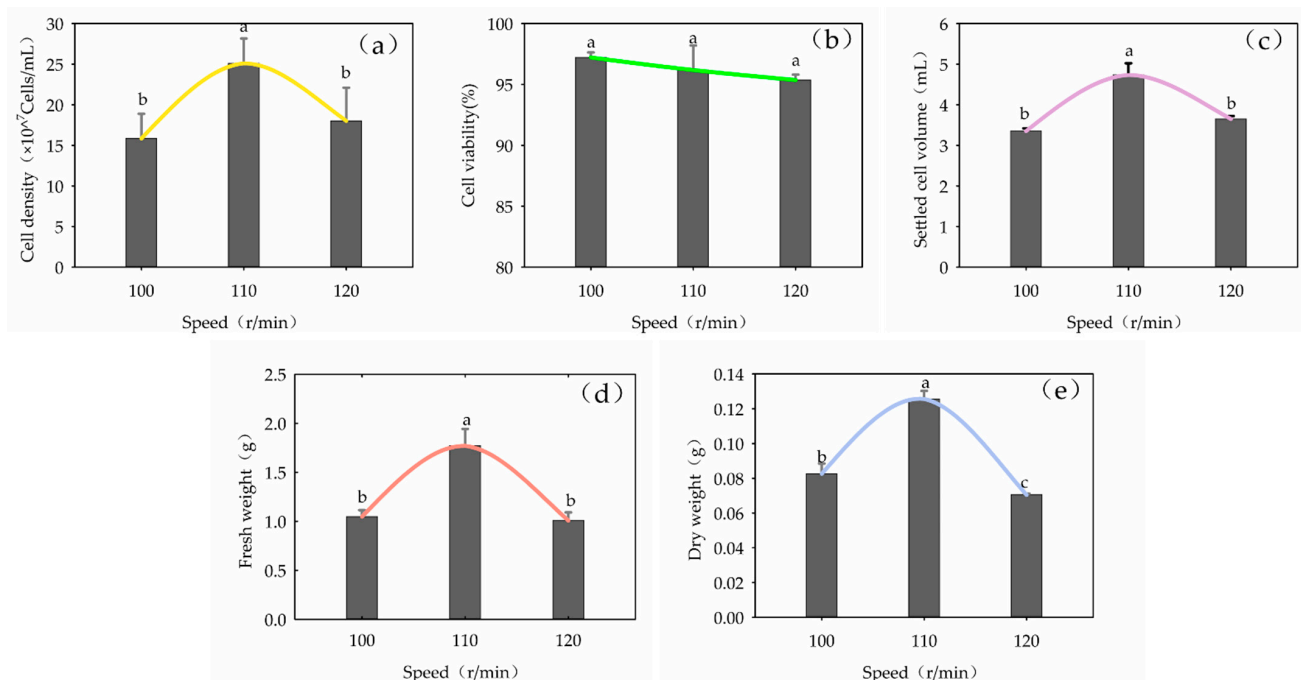 Cell density（×10^7Cells/mL）
30
25
20
15
10
5
0
b
a
b
（a）
100
110
120
Speed（r/min）
Cell viability(%)
100
95
90
85
80
a
a
a
（b）
100
110
120
Speed（r/min）
Settled cell volume（mL）
6
5
4
3
2
1
0
b
a
b
（c）
100
110
120
Speed（r/min）
Fresh weight（g）
2.5
2.0
1.5
1.0
0.5
0.0
b
a
b
（d）
100
110
120
Speed（r/min）
Dry weight（g）
0.14
0.12
0.10
0.08
0.06
0.04
0.02
0.00
b
a
c
（e）
100
110
120
Speed（r/min）